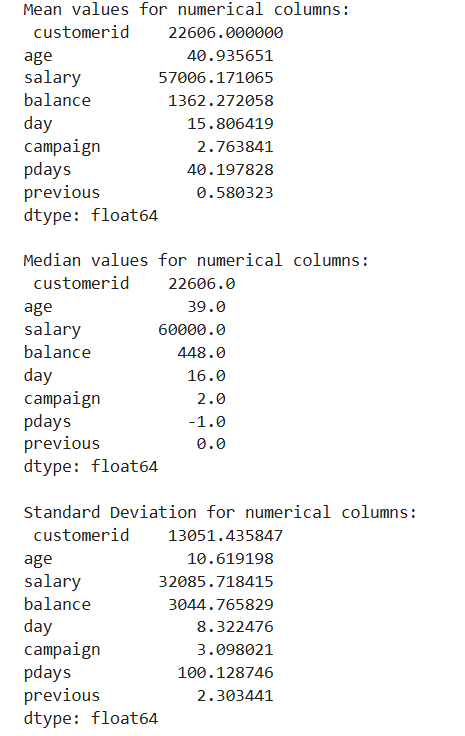 Mean values for numerical columns:
customerid 22606.000000
age 40.935651
salary 57006.171065
balance 1362.272058
day 15.806419
campaign 2.763841
pdays 40.197828
previous 0.580323
dtype: float64
Median values for numerical columns:
customerid 22606.0
age 39.0
salary 60000.0
balance 448.0
day 16.0
campaign 2.0
pdays -1.0
previous 0.0
dtype: float64
Standard Deviation for numerical columns:
customerid 13051.435847
age 10.619198
salary 32085.718415
balance 3044.765829
day 8.322476
campaign 3.098021
pdays 100.128746
previous 2.303441
dtype: float64